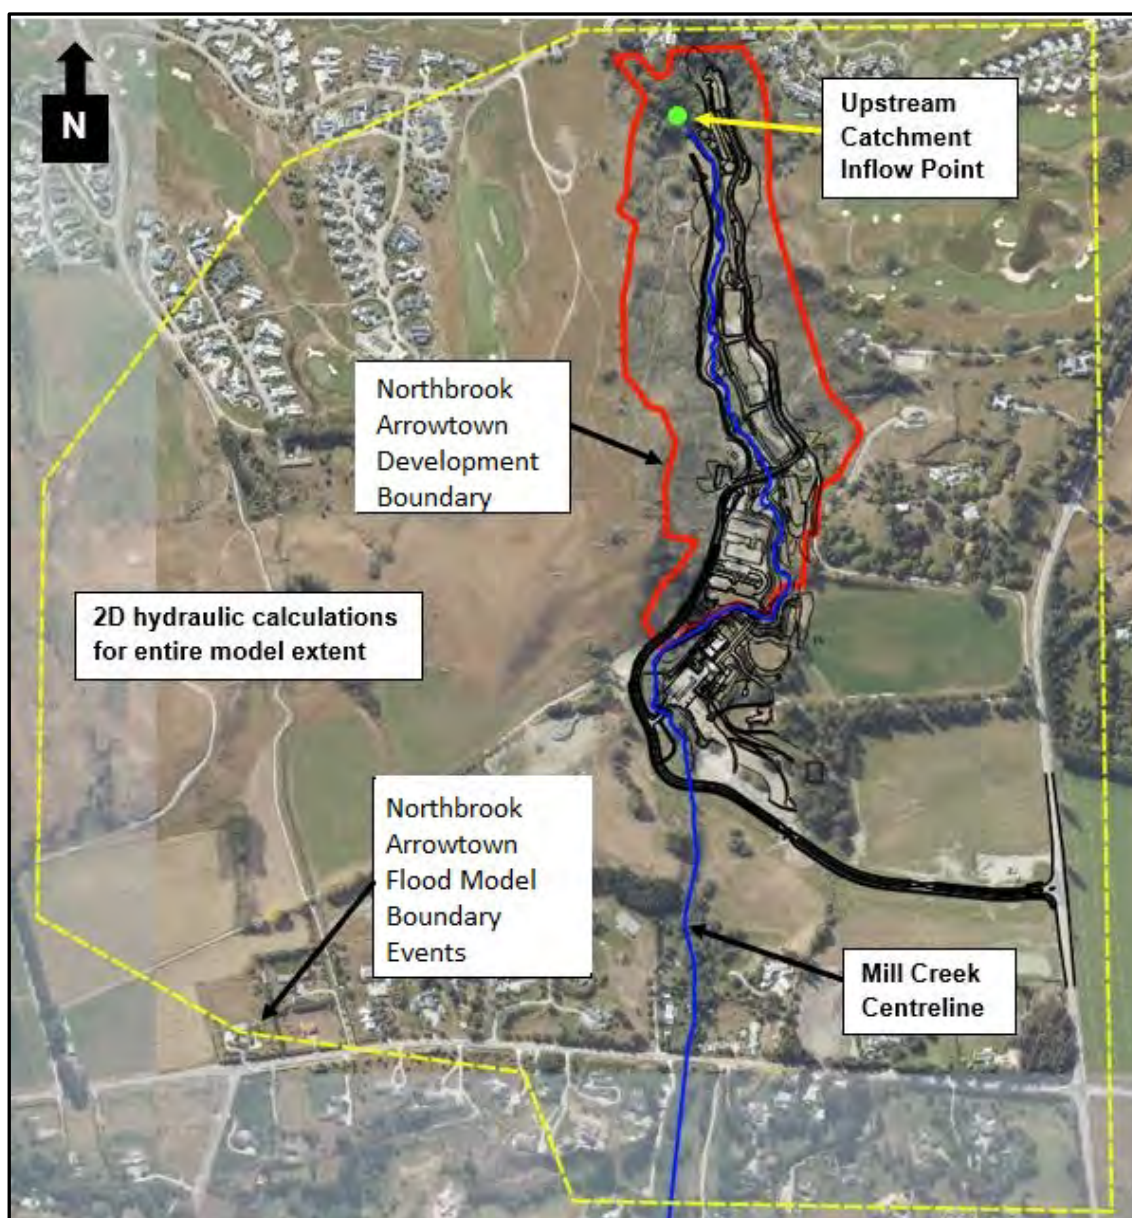 N
Upstream
Catchment
Inflow Point
Northbrook
Arrowtown
Development
Boundary
2D hydraulic calculations
for entire model extent
Northbrook
Arrowtown
Flood Model
Boundary
Events
Mill Creek
Centreline